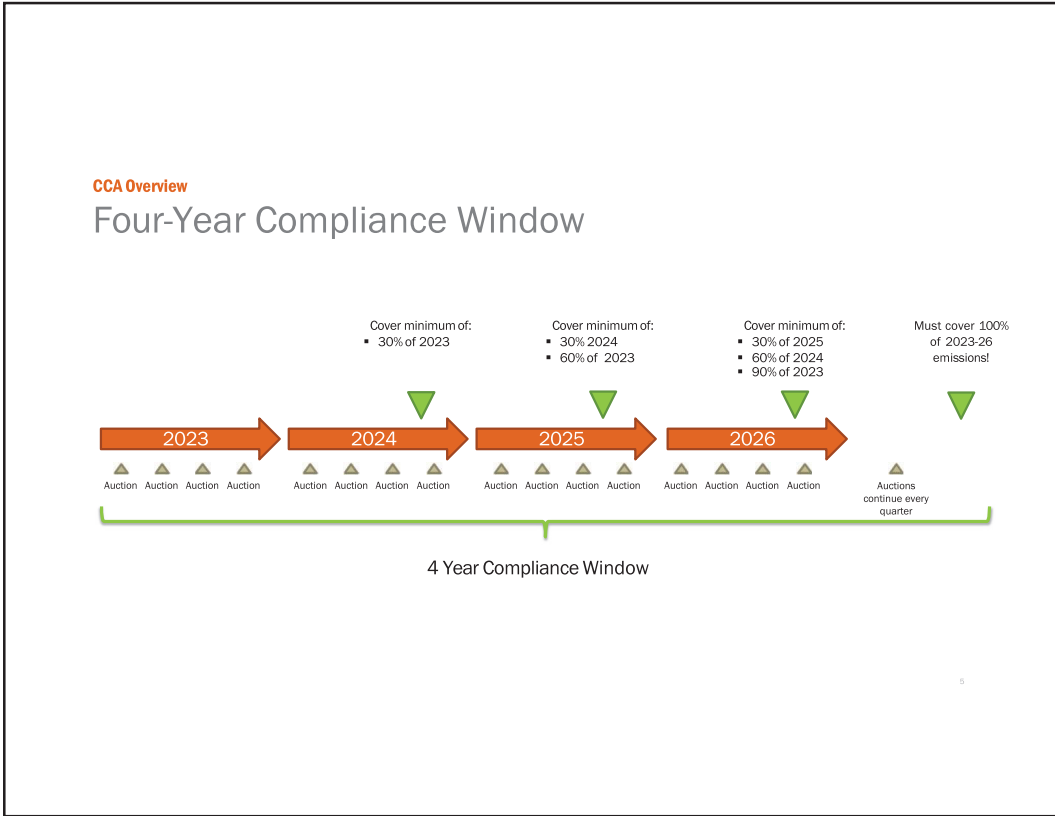 CCA Overview
Four-Year Compliance Window
Cover minimum of:
▪ 30% of 2023
Cover minimum of:
▪ 30% 2024
▪ 60% of 2023
Cover minimum of:
▪ 30% of 2025
▪ 60% of 2024
▪ 90% of 2023
Must cover 100%
of 2023-26
emissions!
2023
2024
2025
2026
Auction Auction Auction Auction
Auction Auction Auction Auction
Auction Auction Auction Auction
Auction Auction Auction Auction
Auctions
continue every
quarter
4 Year Compliance Window
5